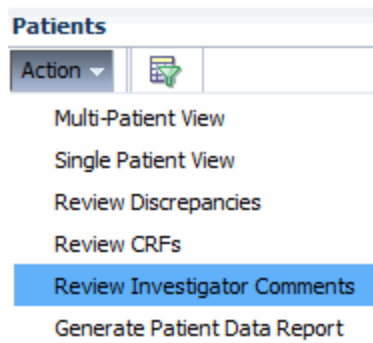 Patients
Action
Multi-Patient View
Single Patient View
Review Discrepancies
Review CRFs
Review Investigator Comments
Generate Patient Data Report